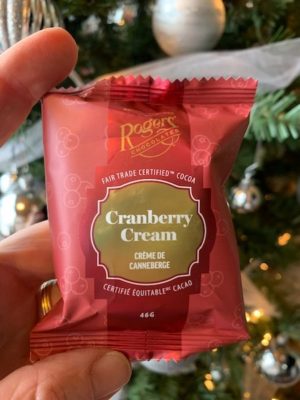 Rogers'
CHOCOLATES
FAIR TRADE CERTIFIED™ COCOA
Cranberry
Cream
CRÈME DE
CANNEBERGE
CERTIFIÉ ÉQUITABLE™ CACAO
46G